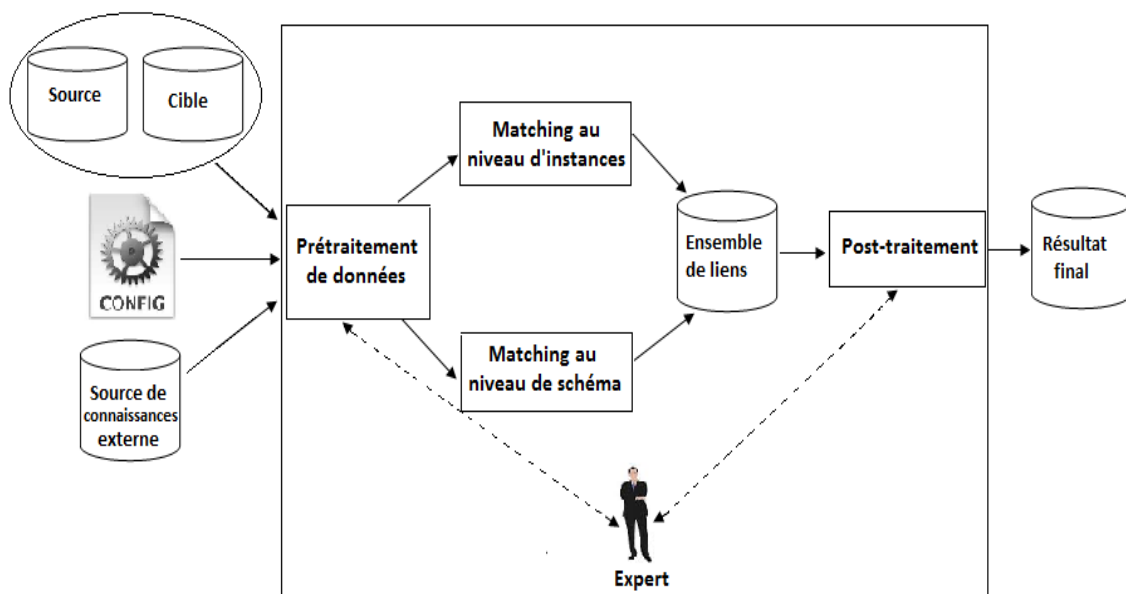 Source
Cible
CONFIG
Source de
connaissances
externe
Prétraitement
de données
Matching au
niveau d'instances
Matching au
niveau de schéma
Ensemble
de liens
Post-traitement
Résultat
final
Expert